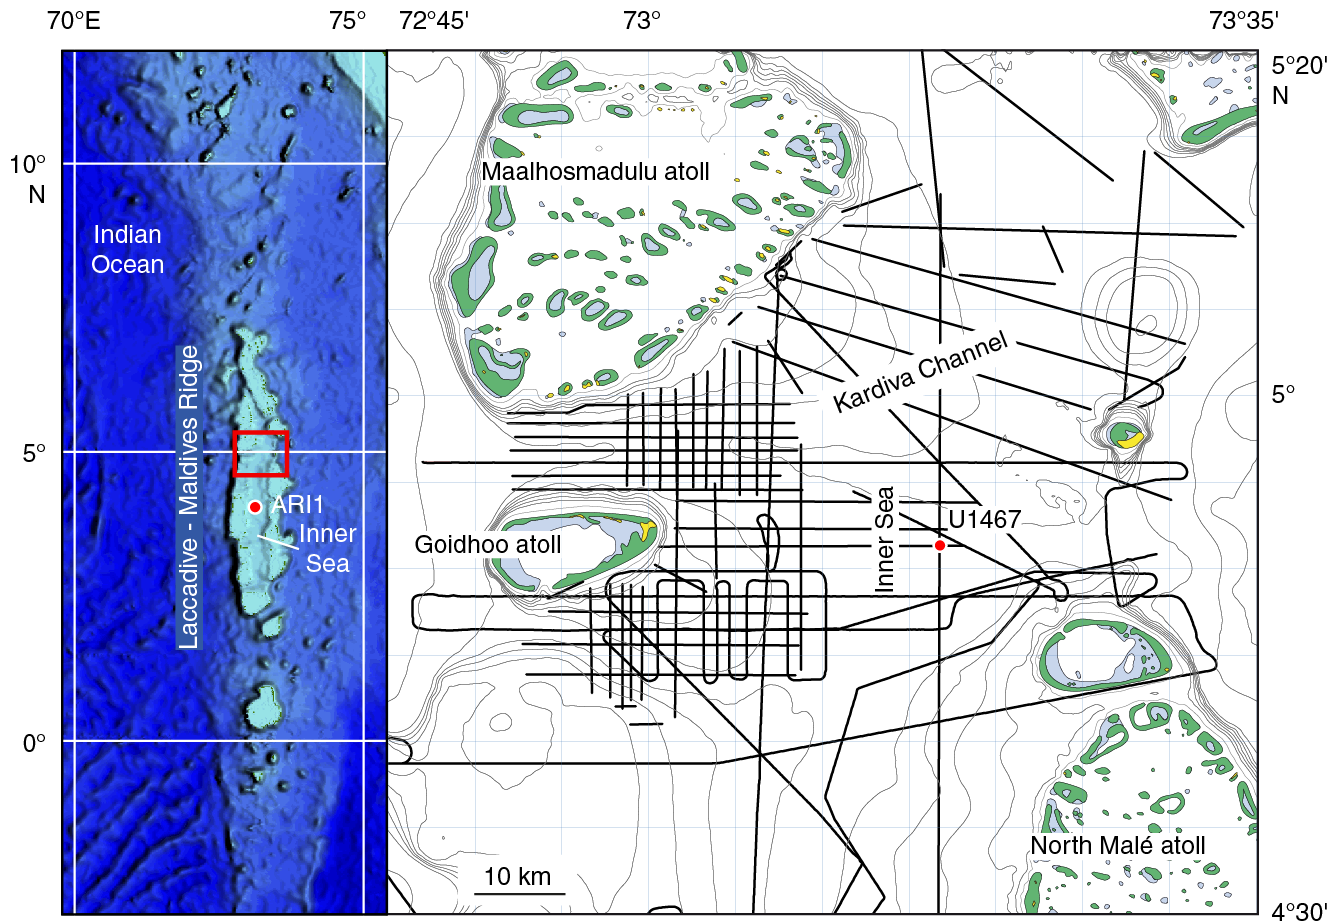 70°E
75°
72°45'
73°
73°35'
5°20'
N
10°
N
Indian
Ocean
Maalhosmadulu atoll
Laccadive - Maldives Ridge
Kardiva Channel
5°
5°
ARI1
Inner
Sea
Goidhoo atoll
Inner Sea
U1467
0°
10 km
North Malé atoll
4°30'